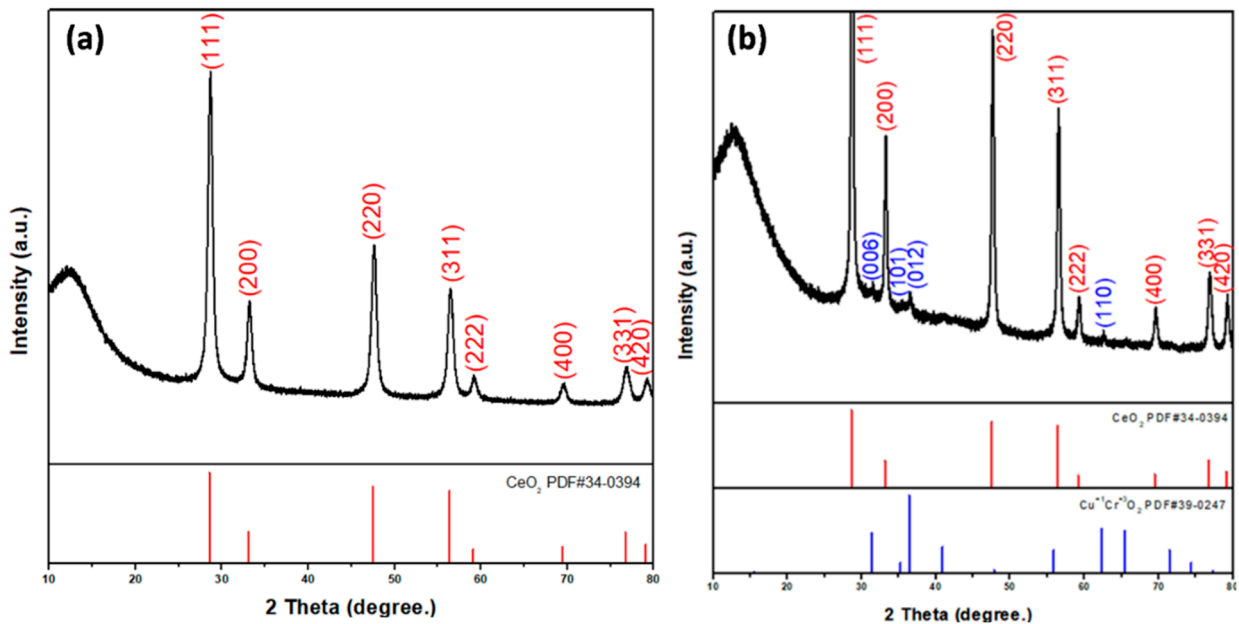 (a)
(111)
(200)
(220)
(311)
(222)
(400)
(331)
(420)
Intensity (a.u.)
CeO2 PDF#34-0394
10 20 30 40 50 60 70 80
2 Theta (degree.)
(b)
(111)
(006)
(200)
(101)
(012)
(220)
(311)
(222)
(110)
(400)
(331)
(420)
Intensity (a.u.)
CeO2 PDF#34-0394
Cu+1Cr+3O2 PDF#39-0247
10 20 30 40 50 60 70 80
2 Theta (degree.)